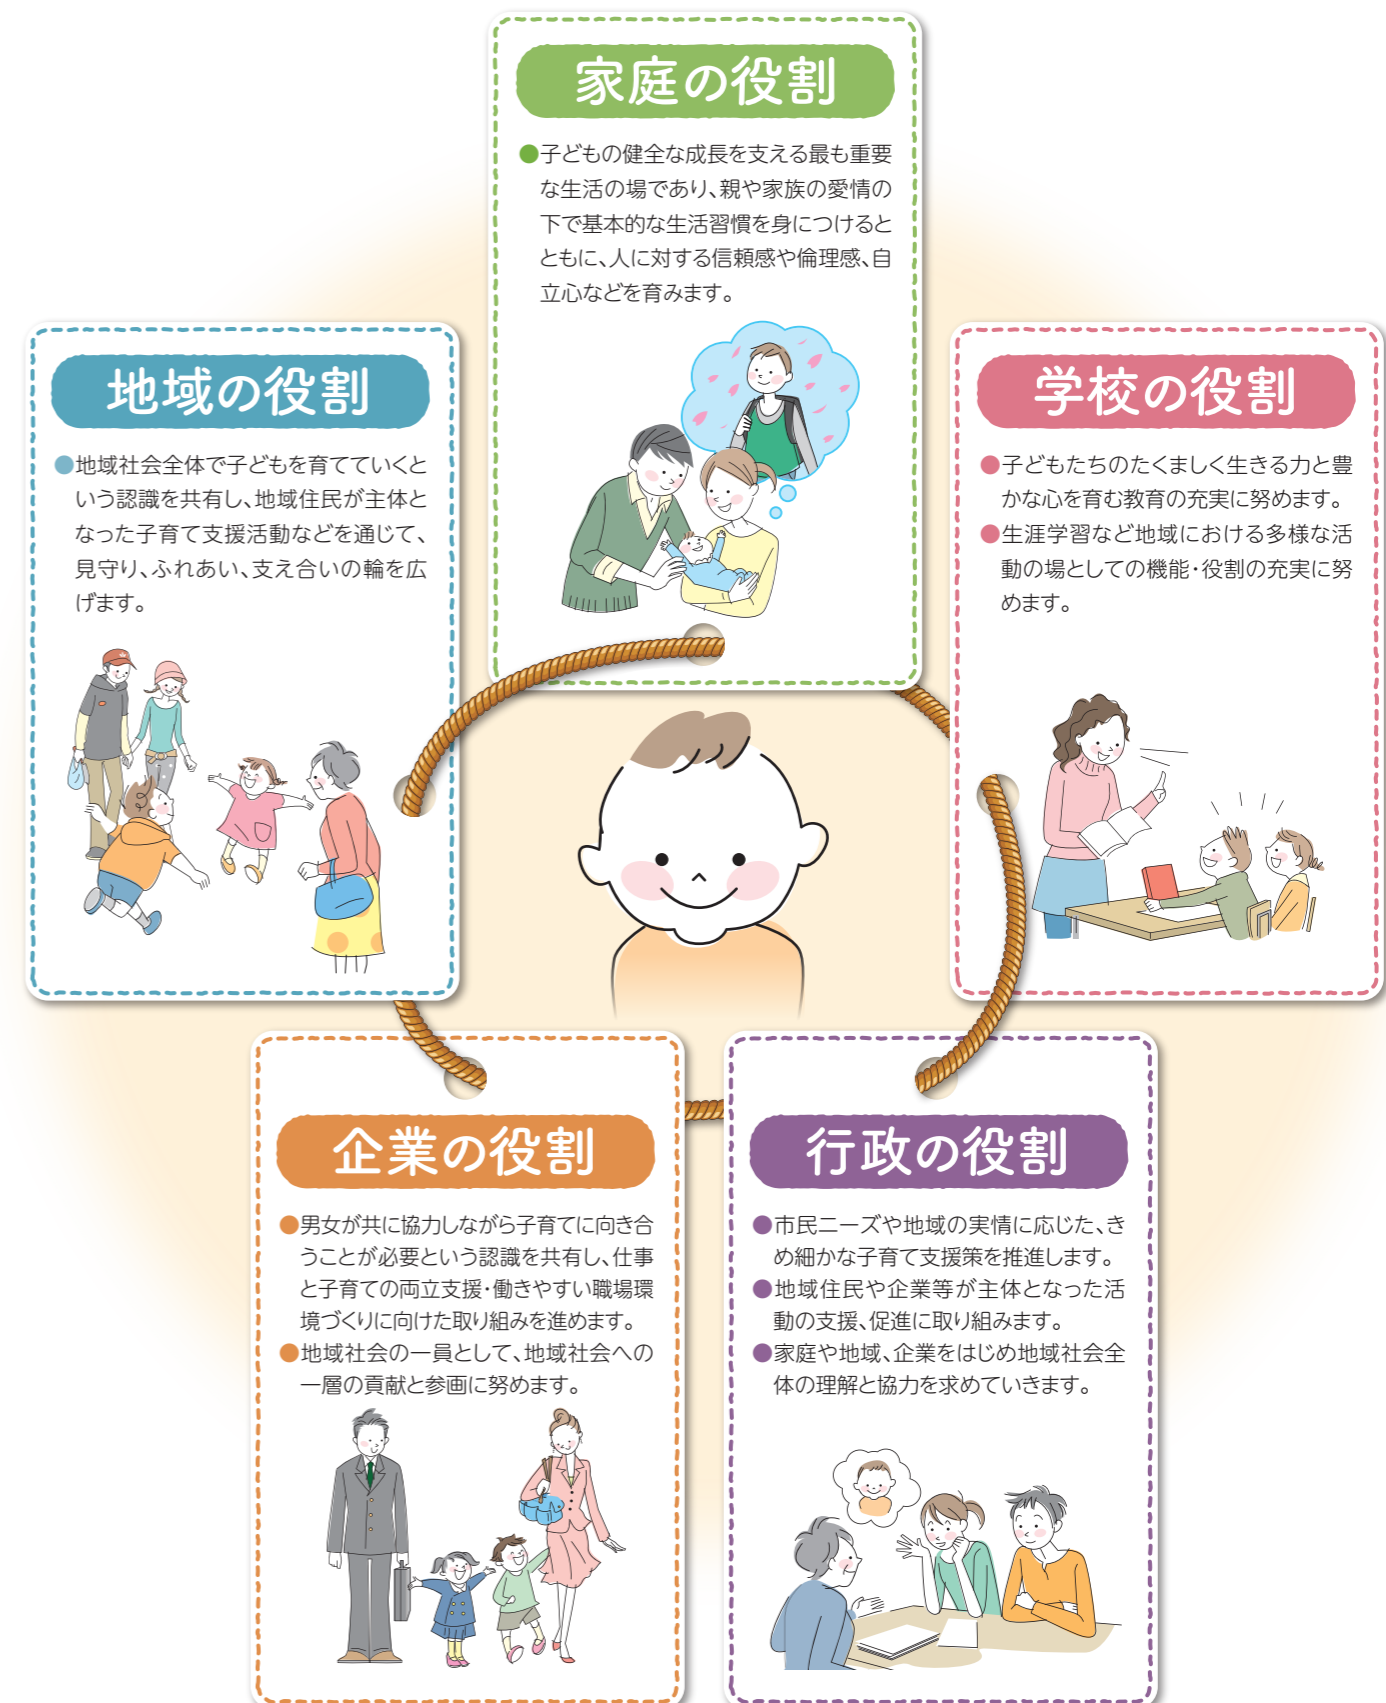 家庭の役割
●子どもの健全な成長を支える最も重要
な生活の場であり、親や家族の愛情の
下で基本的な生活習慣を身につけると
ともに、人に対する信頼感や倫理感、自
立心などを育みます。
地域の役割
●地域社会全体で子どもを育てていくと
いう認識を共有し、地域住民が主体と
なった子育て支援活動などを通じて、
見守り、ふれあい、支え合いの輪を広
げます。
学校の役割
●子どもたちのたくましく生きる力と豊
かな心を育む教育の充実に努めます。
●生涯学習など地域における多様な活
動の場としての機能・役割の充実に努
めます。
企業の役割
●男女が共に協力しながら子育てに向き合
うことが必要という認識を共有し、仕事
と子育ての両立支援・働きやすい職場環
境づくりに向けた取り組みを進めます。
●地域社会の一員として、地域社会への
一層の貢献と参画に努めます。
行政の役割
●市民ニーズや地域の実情に応じた、き
め細かな子育て支援策を推進します。
●地域住民や企業等が主体となった活
動の支援、促進に取り組みます。
●家庭や地域、企業をはじめ地域社会全
体の理解と協力を求めていきます。